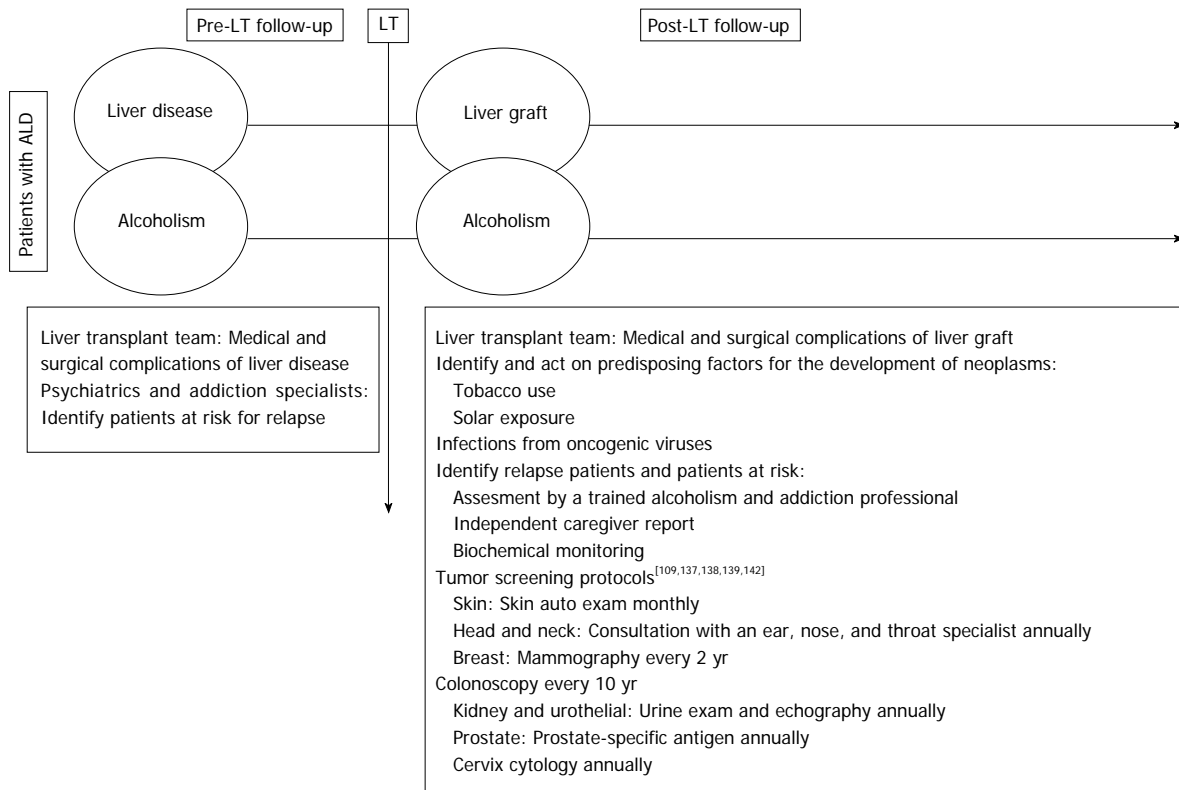 Pre-LT follow-up
LT
Post-LT follow-up
Patients with ALD
Liver disease
Liver graft
Alcoholism
Alcoholism
Liver transplant team: Medical and
surgical complications of liver disease
Psychiatrics and addiction specialists:
Identify patients at risk for relapse
Liver transplant team: Medical and surgical complications of liver graft
Identify and act on predisposing factors for the development of neoplasms:
Tobacco use
Solar exposure
Infections from oncogenic viruses
Identify relapse patients and patients at risk:
Assesment by a trained alcoholism and addiction professional
Independent caregiver report
Biochemical monitoring
Tumor screening protocols[109,137,138,139,142]
Skin: Skin auto exam monthly
Head and neck: Consultation with an ear, nose, and throat specialist annually
Breast: Mammography every 2 yr
Colonoscopy every 10 yr
Kidney and urothelial: Urine exam and echography annually
Prostate: Prostate-specific antigen annually
Cervix cytology annually